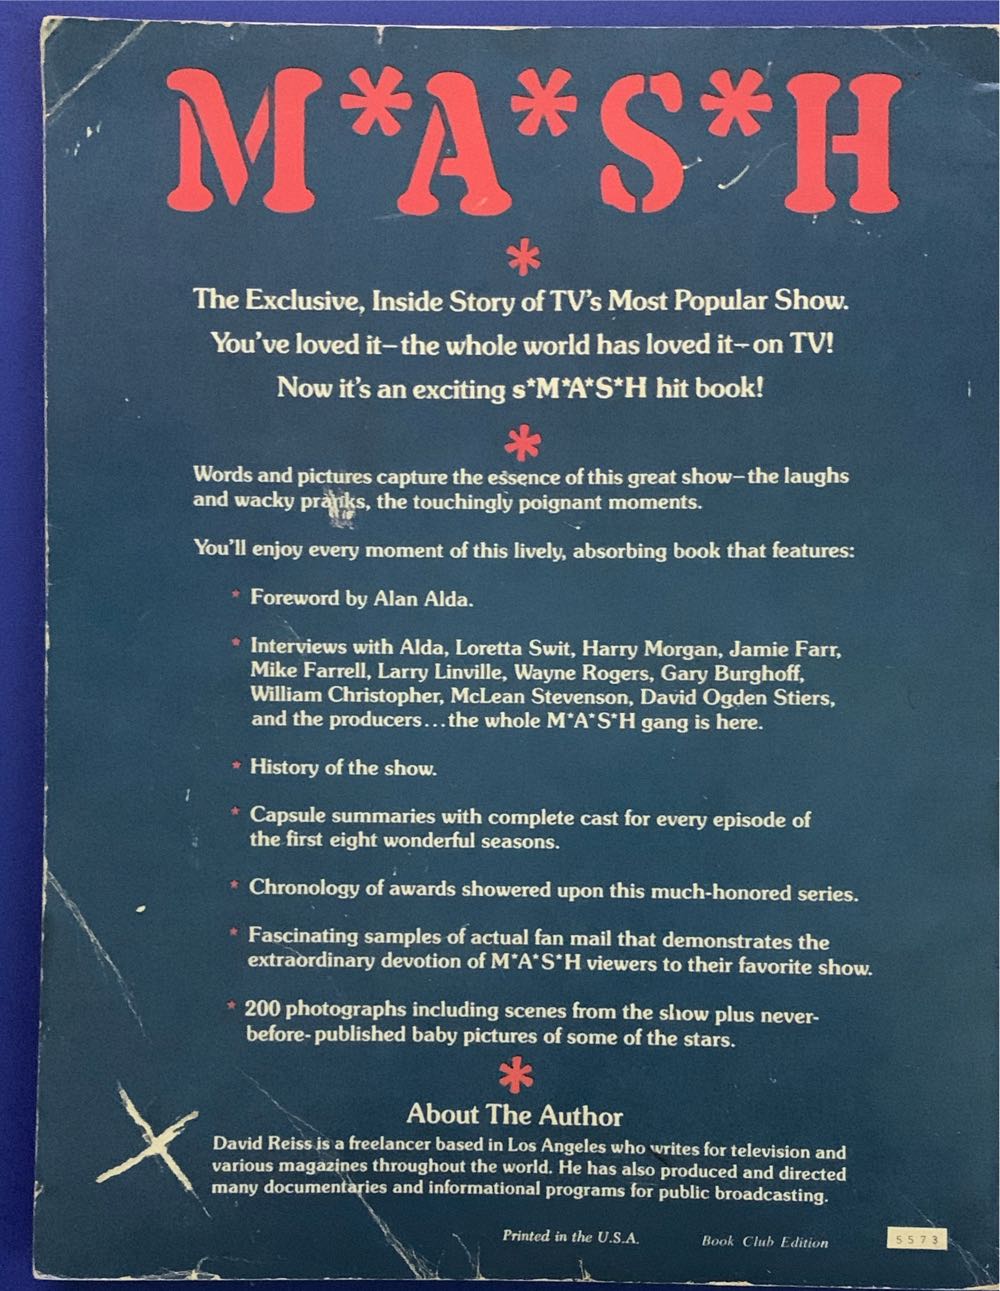 M*A*S*H
*
The Exclusive, Inside Story of TV's Most Popular Show.
You've loved it–the whole world has loved it–on TV!
Now it's an exciting s*M*A*S*H hit book!
*
Words and pictures capture the essence of this great show–the laughs
and wacky pranks, the touchingly poignant moments.
You'll enjoy every moment of this lively, absorbing book that features:
* Foreword by Alan Alda.
* Interviews with Alda, Loretta Swit, Harry Morgan, Jamie Farr,
Mike Farrell, Larry Linville, Wayne Rogers, Gary Burghoff,
William Christopher, McLean Stevenson, David Ogden Stiers,
and the producers...the whole M*A*S*H gang is here.
* History of the show.
* Capsule summaries with complete cast for every episode of
the first eight wonderful seasons.
* Chronology of awards showered upon this much-honored series.
* Fascinating samples of actual fan mail that demonstrates the
extraordinary devotion of M*A*S*H viewers to their favorite show.
* 200 photographs including scenes from the show plus never-
before-published baby pictures of some of the stars.
*
About The Author
David Reiss is a freelancer based in Los Angeles who writes for television and
various magazines throughout the world. He has also produced and directed
many documentaries and informational programs for public broadcasting.
Printed in the U.S.A. Book Club Edition 5573